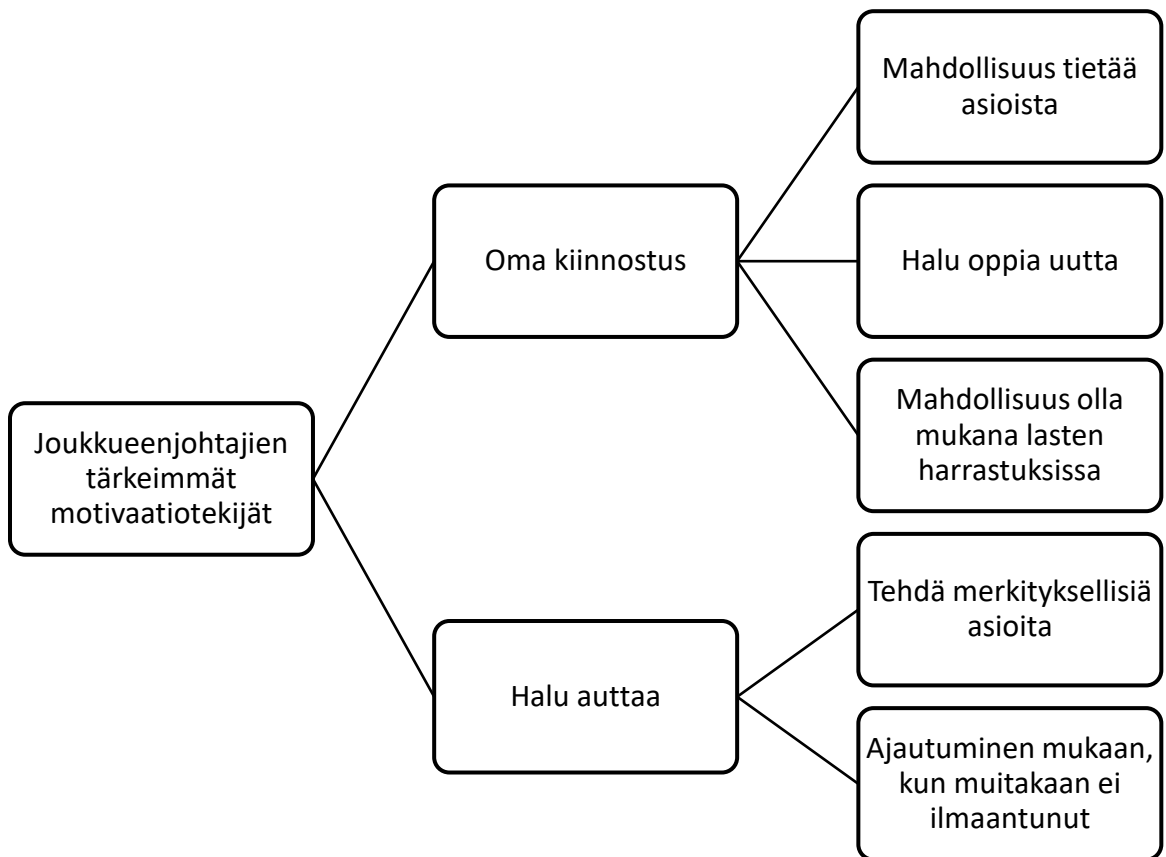 Joukkueenjohtajien
tärkeimmät
motivaatiotekijät
Oma kiinnostus
Mahdollisuus tietää
asioista
Halu oppia uutta
Mahdollisuus olla
mukana lasten
harrastuksissa
Halu auttaa
Tehdä merkityksellisiä
asioita
Ajautuminen mukaan,
kun muitakaan ei
ilmaantunut